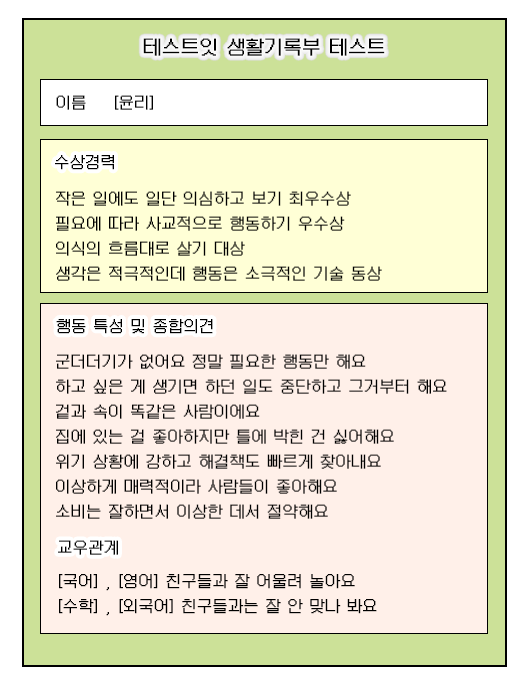 테스트잇 생활기록부 테스트
이름 [윤리]
수상경력
작은 일에도 일단 의심하고 보기 최우수상
필요에 따라 사교적으로 행동하기 우수상
의식의 흐름대로 살기 대상
생각은 적극적인데 행동은 소극적인 기술 동상
행동 특성 및 종합의견
군더더기가 없어요 정말 필요한 행동만 해요
하고 싶은 게 생기면 하던 일도 중단하고 그거부터 해요
겉과 속이 똑같은 사람이에요
집에 있는 걸 좋아하지만 틀에 박힌 건 싫어해요
위기 상황에 강하고 해결책도 빠르게 찾아내요
이상하게 매력적이라 사람들이 좋아해요
소비는 잘하면서 이상한 데서 절약해요
교우관계
[국어] , [영어] 친구들과 잘 어울려 놀아요
[수학] , [외국어] 친구들과는 잘 안 맞나 봐요